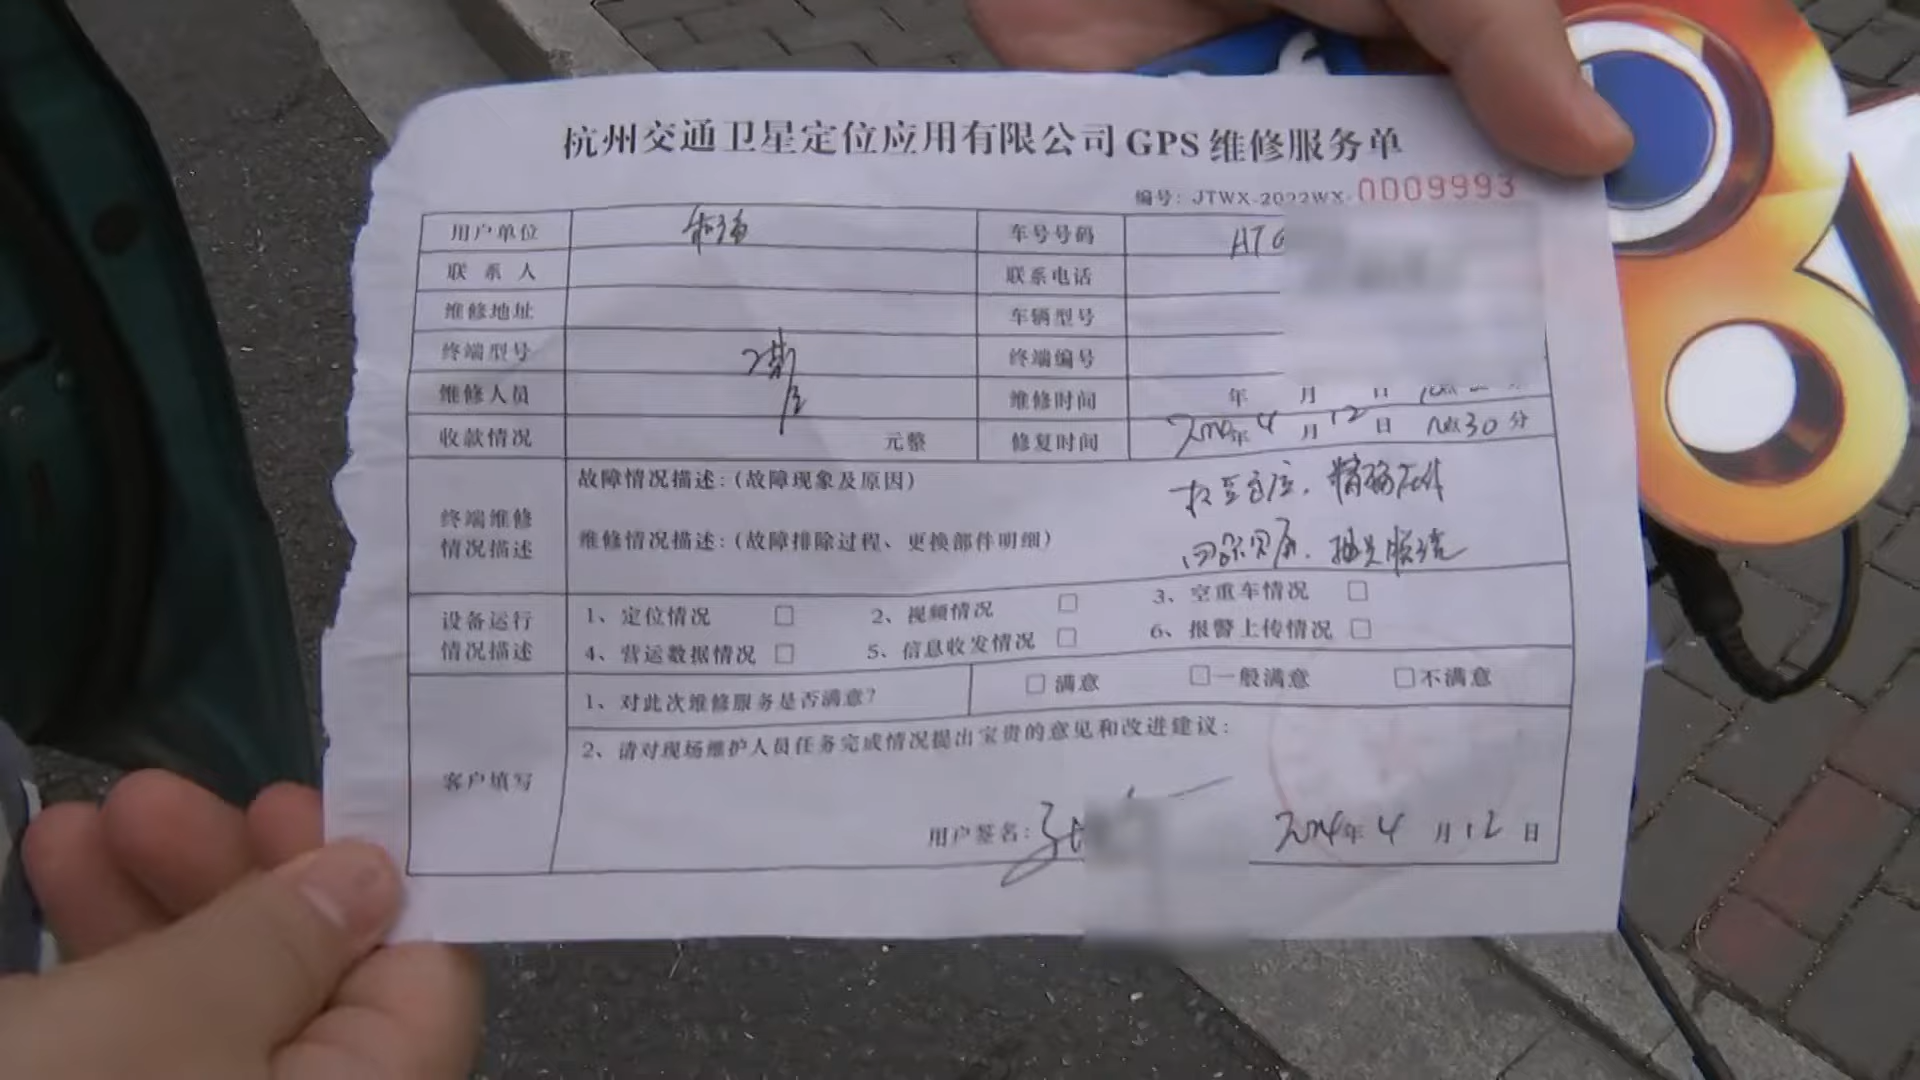 杭州交通卫星定位应用有限公司GPS维修服务单
编号: JTWX-2022WX-0009993
用户单位 车号号码 ATG
联系人 联系电话
维修地址 车辆型号
终端型号 终端编号
维修人员 维修时间 年 月 日
收款情况 元整 修复时间 年4月12日 30分
终端维修情况描述
故障情况描述:(故障现象及原因)
维修情况描述:(故障排除过程、更换部件明细)
设备运行情况描述
1、定位情况 □ 2、视频情况 □ 3、空重车情况 □
4、营运数据情况 □ 5、信息收发情况 □ 6、报警上传情况 □
客户填写
1、对此次维修服务是否满意? □满意 □一般满意 □不满意
2、请对现场维护人员任务完成情况提出宝贵的意见和改进建议:
用户签名: 2024年4月12日